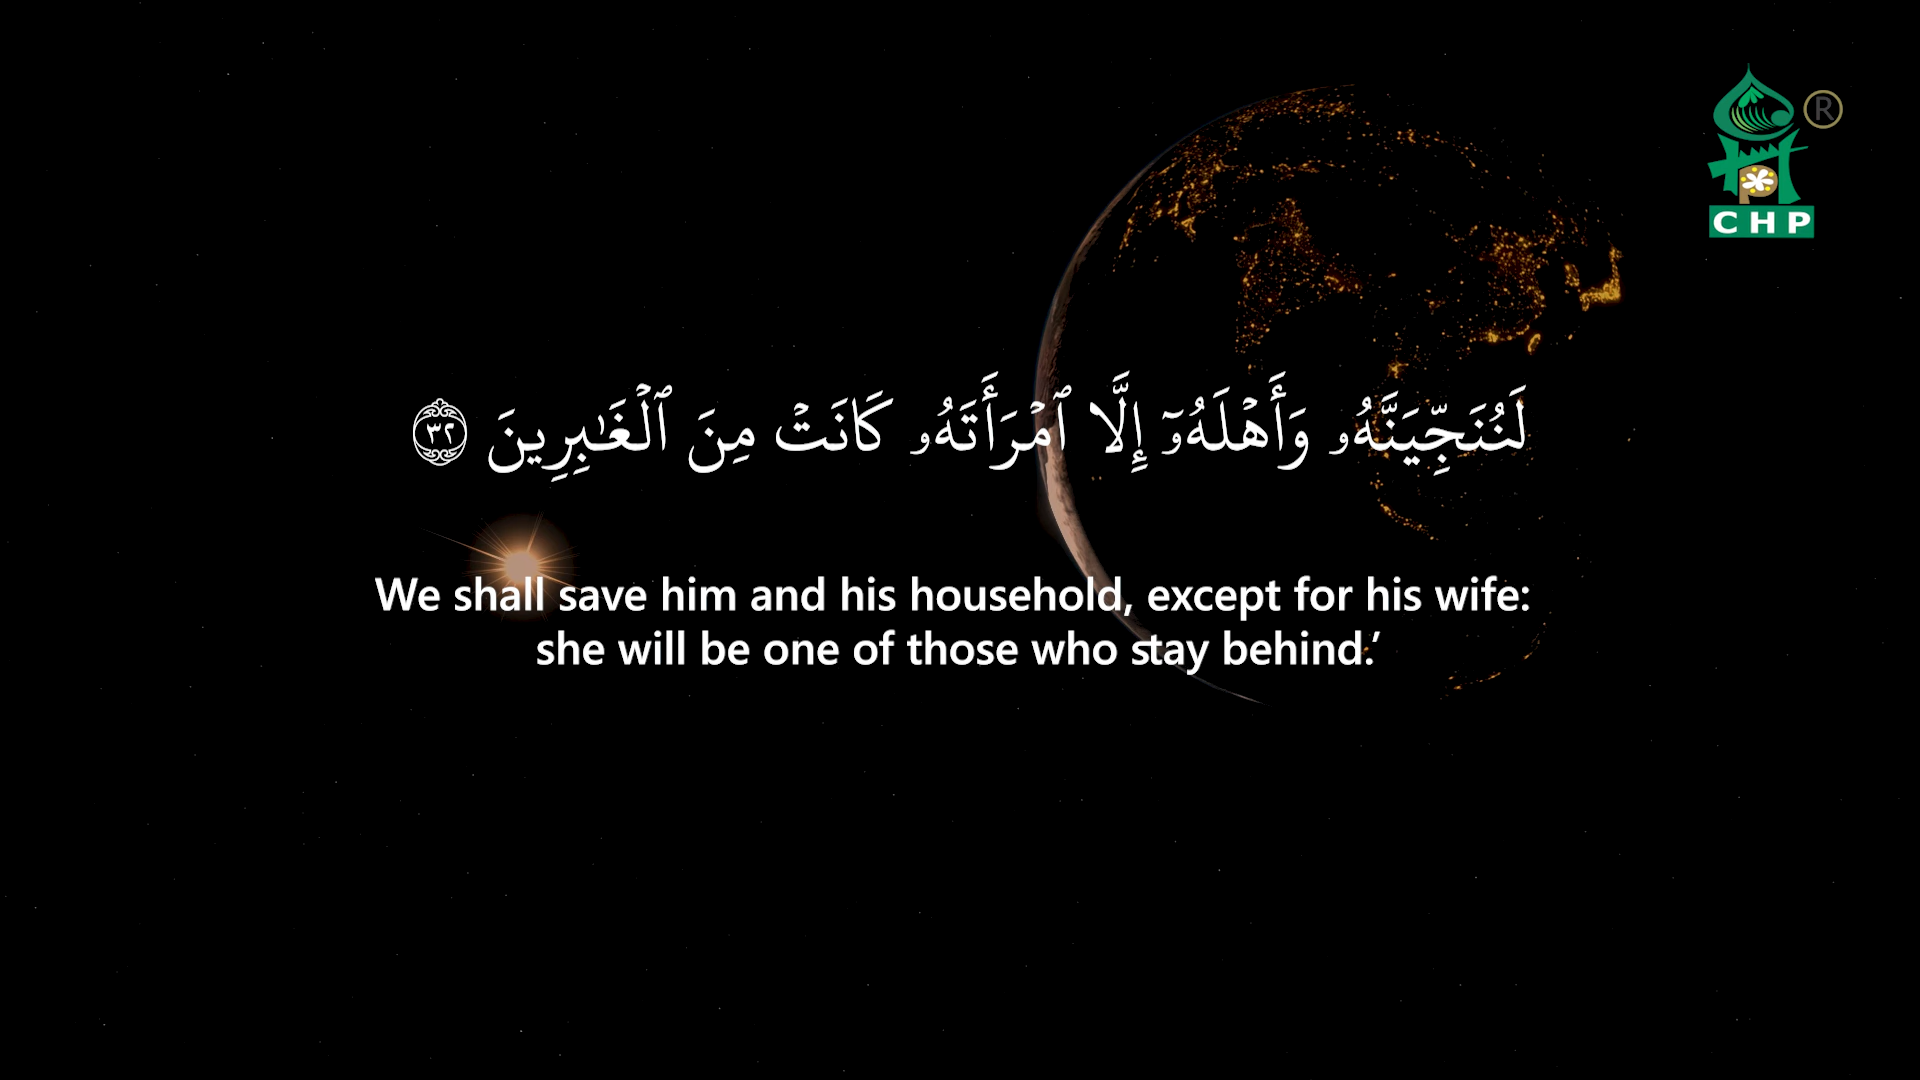 CHP
®
لَنُنَجِّيَنَّهُۥ وَأَهْلَهُۥٓ إِلَّا ٱمْرَأَتَهُۥ كَانَتْ مِنَ ٱلْغَـٰبِرِينَ ٣٢
We shall save him and his household, except for his wife:
she will be one of those who stay behind.’